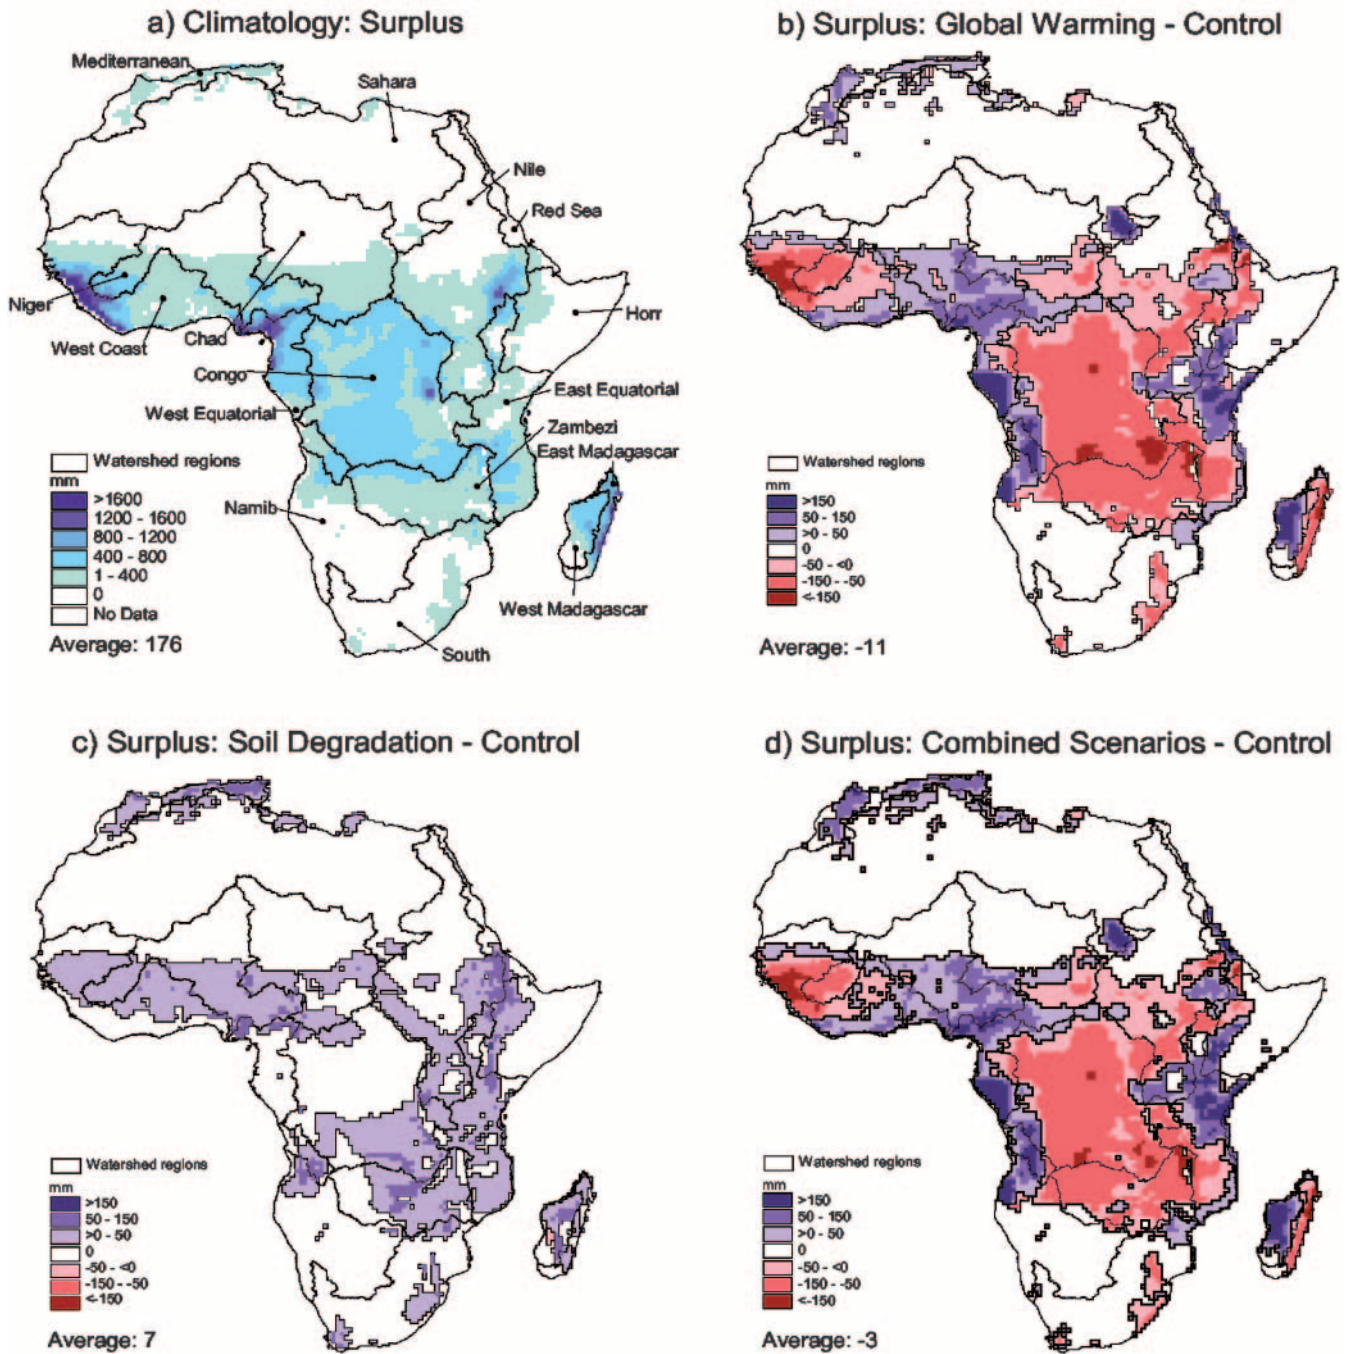 a) Climatology: Surplus
Mediterranean
Sahara
Nile
Red Sea
Niger
Horr
West Coast
Chad
Congo
East Equatorial
West Equatorial
Zambezi
East Madagascar
Namib
West Madagascar
South
Watershed regions
mm
>1600
1200 - 1600
800 - 1200
400 - 800
1 - 400
0
No Data
Average: 176
b) Surplus: Global Warming - Control
Watershed regions
mm
>150
50 - 150
>0 - 50
0
-50 - <0
-150 - -50
<-150
Average: -11
c) Surplus: Soil Degradation - Control
Watershed regions
mm
>150
50 - 150
>0 - 50
0
-50 - <0
-150 - -50
<-150
Average: 7
d) Surplus: Combined Scenarios - Control
Watershed regions
mm
>150
50 - 150
>0 - 50
0
-50 - <0
-150 - -50
<-150
Average: -3